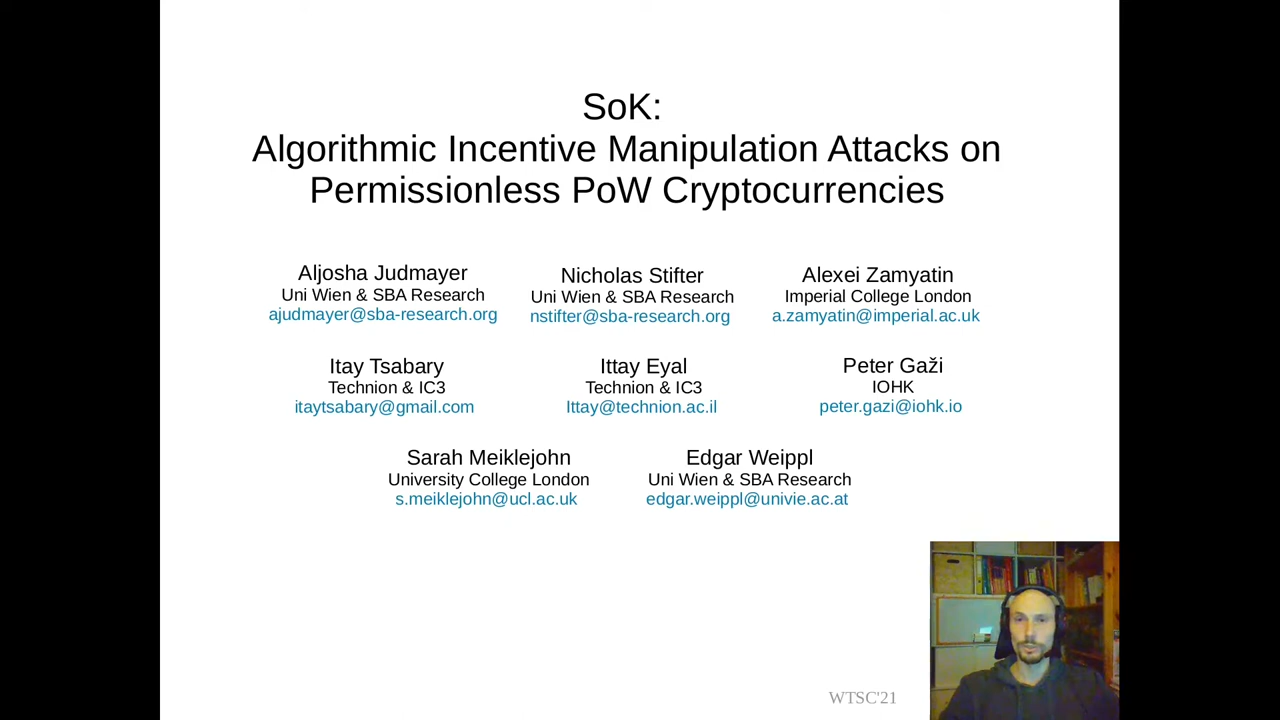 SoK:
Algorithmic Incentive Manipulation Attacks on
Permissionless PoW Cryptocurrencies
Aljosha Judmayer
Uni Wien & SBA Research
ajudmayer@sba-research.org
Nicholas Stifter
Uni Wien & SBA Research
nstifter@sba-research.org
Alexei Zamyatin
Imperial College London
a.zamyatin@imperial.ac.uk
Itay Tsabary
Technion & IC3
itaytsabary@gmail.com
Ittay Eyal
Technion & IC3
Ittay@technion.ac.il
Peter Gaži
IOHK
peter.gazi@iohk.io
Sarah Meiklejohn
University College London
s.meiklejohn@ucl.ac.uk
Edgar Weippl
Uni Wien & SBA Research
edgar.weippl@univie.ac.at
WTSC'21